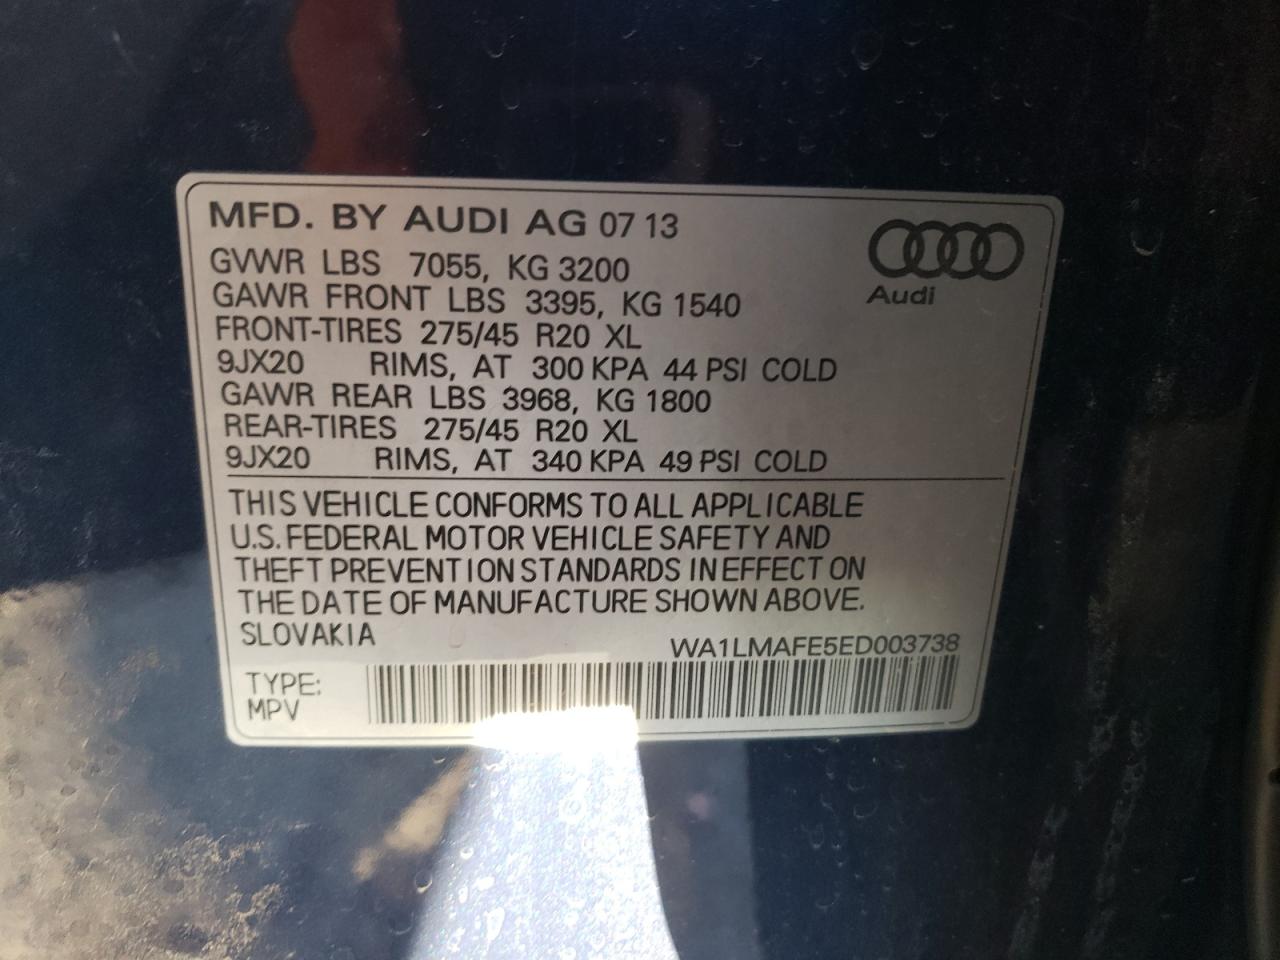 MFD. BY AUDI AG 07 13
GVWR LBS 7055, KG 3200
GAWR FRONT LBS 3395, KG 1540
Audi
FRONT-TIRES 275/45 R20 XL
9JX20 RIMS, AT 300 KPA 44 PSI COLD
GAWR REAR LBS 3968, KG 1800
REAR-TIRES 275/45 R20 XL
9JX20 RIMS, AT 340 KPA 49 PSI COLD
THIS VEHICLE CONFORMS TO ALL APPLICABLE
U.S. FEDERAL MOTOR VEHICLE SAFETY AND
THEFT PREVENTION STANDARDS IN EFFECT ON
THE DATE OF MANUFACTURE SHOWN ABOVE.
SLOVAKIA
WA1LMAFE5ED003738
TYPE:
MPV